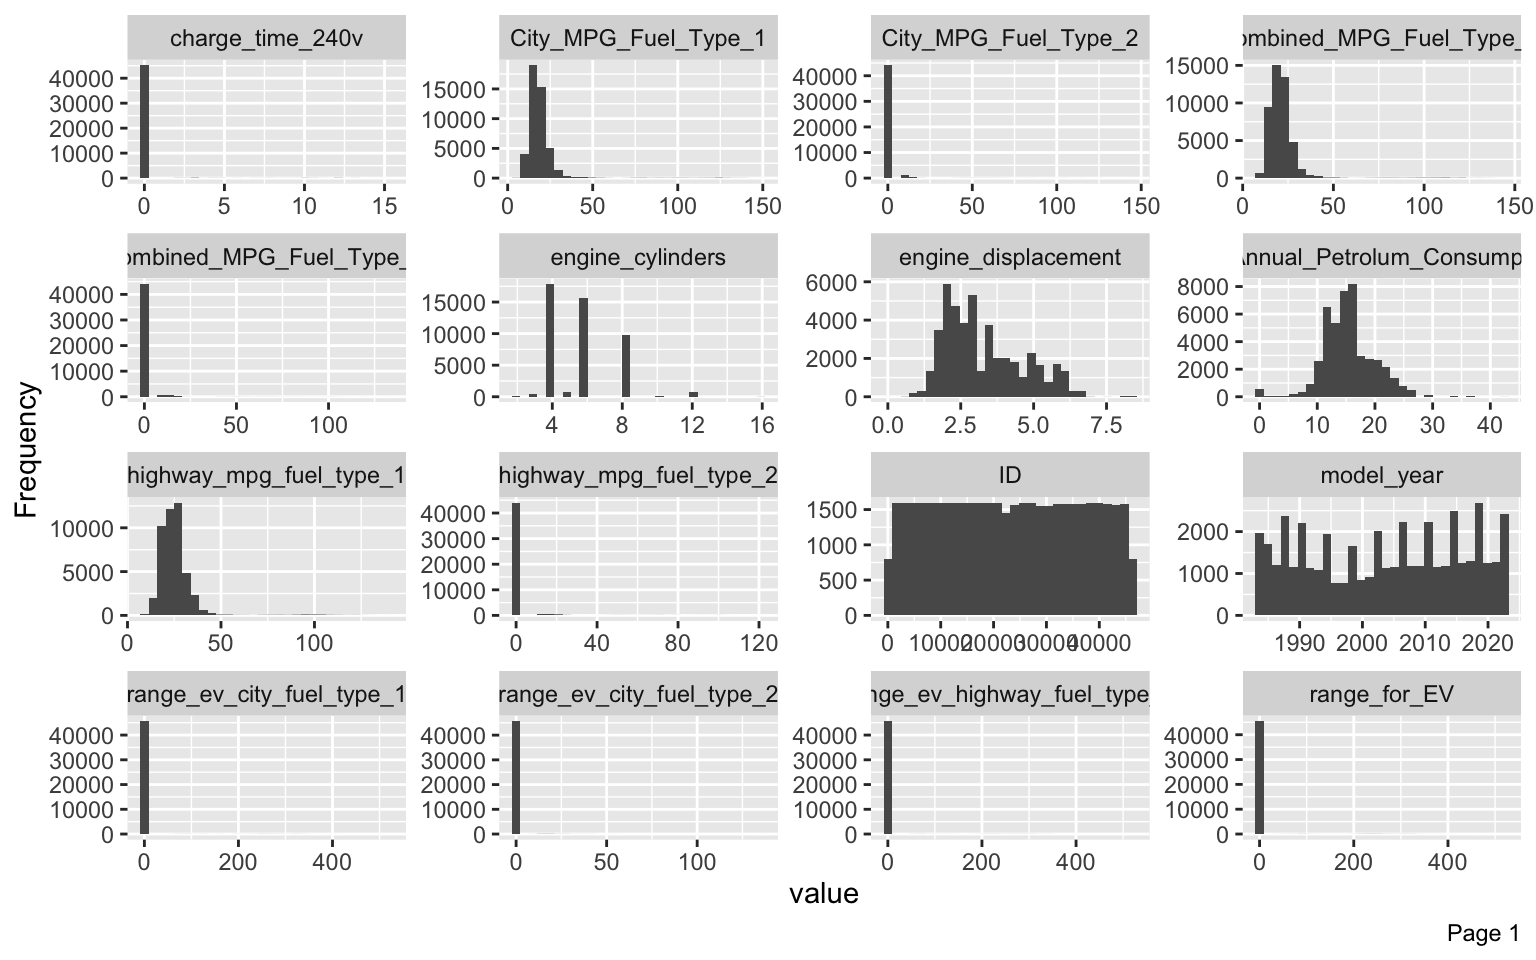 charge_time_240v City_MPG_Fuel_Type_1 City_MPG_Fuel_Type_2 ombined_MPG_Fuel_Type_
40000 30000 20000 10000 0
15000 10000 5000 0
40000 30000 20000 10000 0
15000 10000 5000 0
0 5 10 15
0 50 100 150
0 50 100 150
0 50 100 150
ombined_MPG_Fuel_Type_ engine_cylinders engine_displacement Annual_Petrolum_Consump
40000 30000 20000 10000 0
15000 10000 5000 0
6000 4000 2000 0
8000 6000 4000 2000 0
0 50 100
4 8 12 16
0.0 2.5 5.0 7.5
0 10 20 30 40
highway_mpg_fuel_type_1 highway_mpg_fuel_type_2 ID model_year
10000 5000 0
40000 30000 20000 10000 0
1500 1000 500 0
2000 1000 0
0 50 100
0 40 80 120
0 10000 20000 30000 40000
1990 2000 2010 2020
range_ev_city_fuel_type_1 range_ev_city_fuel_type_2 nge_ev_highway_fuel_type_ range_for_EV
40000 30000 20000 10000 0
40000 30000 20000 10000 0
40000 30000 20000 10000 0
40000 30000 20000 10000 0
0 200 400
0 50 100
0 200 400
0 200 400
Frequency
value
Page 1